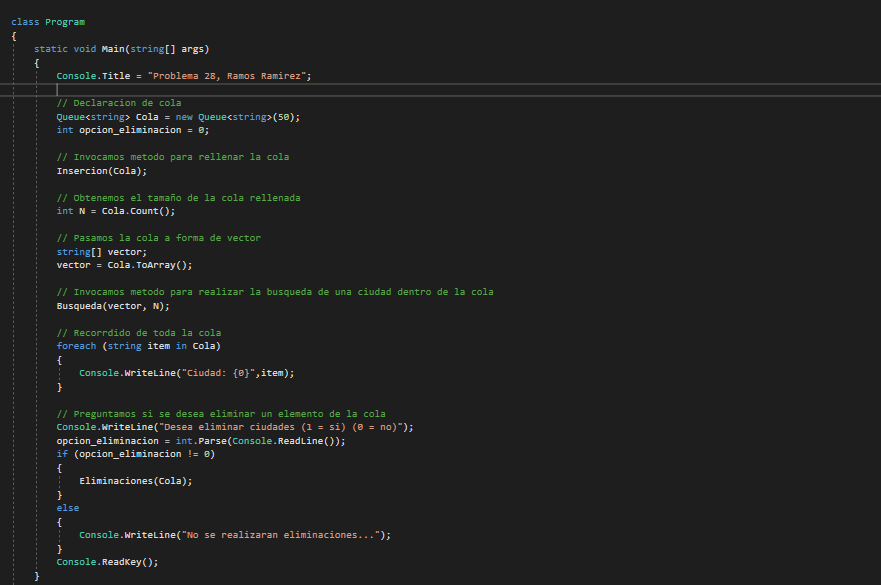 class Program
{
static void Main(string[] args)
{
Console.Title = "Problema 28, Ramos Ramirez";
// Declaracion de cola
Queue<string> Cola = new Queue<string>(50);
int opcion_eliminacion = 0;
// Invocamos metodo para rellenar la cola
Insercion(Cola);
// Obtenemos el tamaño de la cola rellenada
int N = Cola.Count();
// Pasamos la cola a forma de vector
string[] vector;
vector = Cola.ToArray();
// Invocamos metodo para realizar la busqueda de una ciudad dentro de la cola
Busqueda(vector, N);
// Recorrdido de toda la cola
foreach (string item in Cola)
{
Console.WriteLine("Ciudad: {0}",item);
}
// Preguntamos si se desea eliminar un elemento de la cola
Console.WriteLine("Desea eliminar ciudades (1 = si) (0 = no)");
opcion_eliminacion = int.Parse(Console.ReadLine());
if (opcion_eliminacion != 0)
{
Eliminaciones(Cola);
}
else
{
Console.WriteLine("No se realizaran eliminaciones...");
}
Console.ReadKey();
}